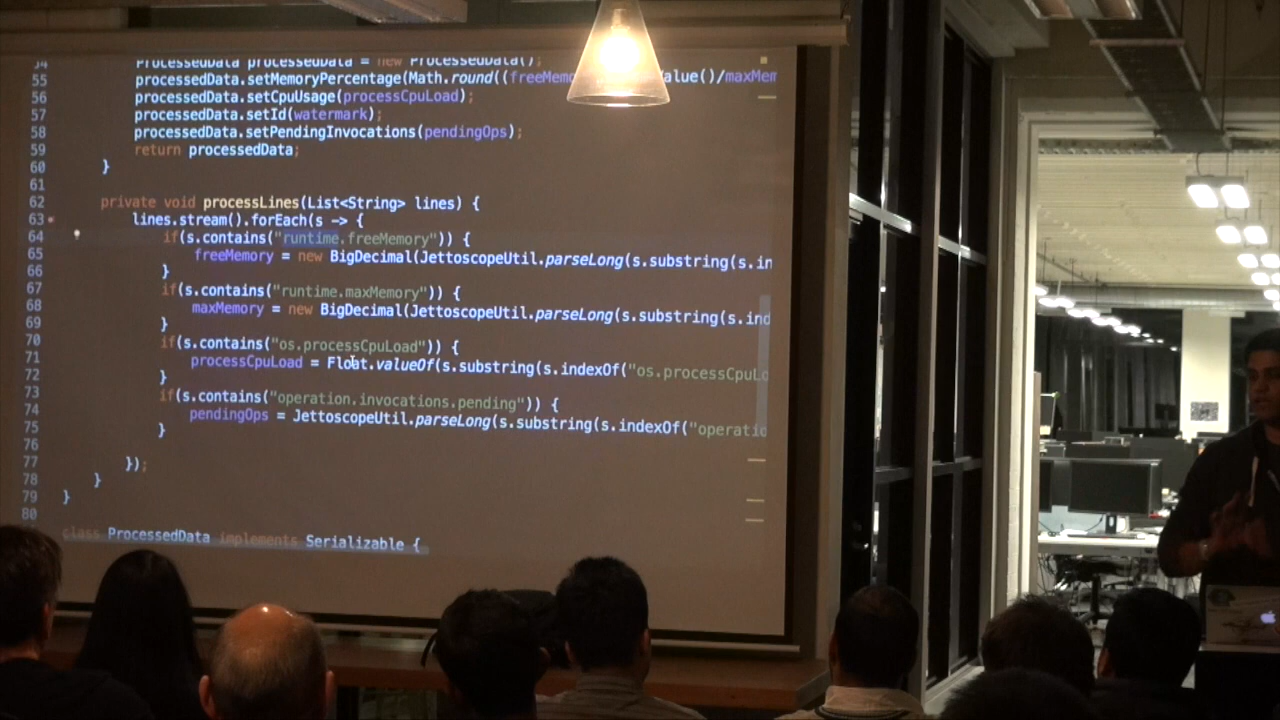 54 ProcessedData processedData = new ProcessedData();
55 processedData.setMemoryPercentage(Math.round((freeMem Value()/maxMem
56 processedData.setCpuUsage(processCpuLoad);
57 processedData.setId(watermark);
58 processedData.setPendingInvocations(pendingOps);
59 return processedData;
60 }
61
62 private void processLines(List<String> lines) {
63 lines.stream().forEach(s -> {
64 if(s.contains("runtime.freeMemory")) {
65 freeMemory = new BigDecimal(JettoscopeUtil.parseLong(s.substring(s.in
66 }
67 if(s.contains("runtime.maxMemory")) {
68 maxMemory = new BigDecimal(JettoscopeUtil.parseLong(s.substring(s.ind
69 }
70 if(s.contains("os.processCpuLoad")) {
71 processCpuLoad = Float.valueOf(s.substring(s.indexOf("os.processCpuLo
72 }
73 if(s.contains("operation.invocations.pending")) {
74 pendingOps = JettoscopeUtil.parseLong(s.substring(s.indexOf("operatio
75 }
76
77 });
78 }
79 }
80
class ProcessedData implements Serializable {